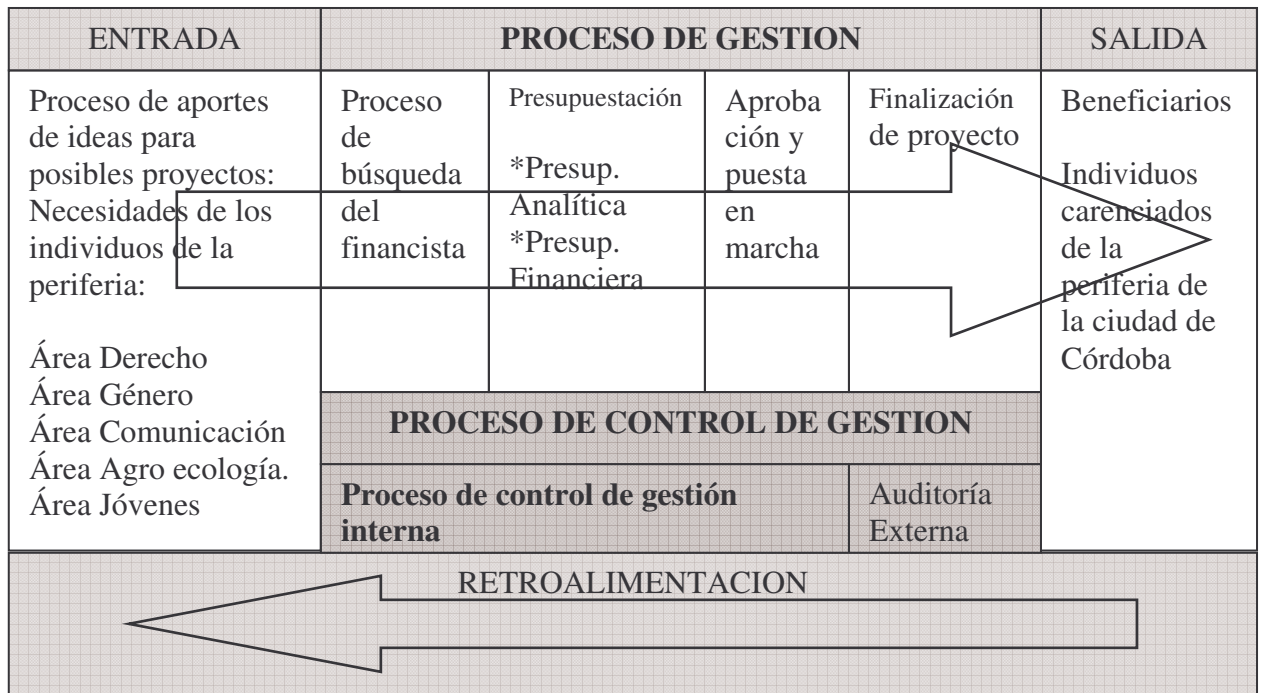 ENTRADA
PROCESO DE GESTION
SALIDA
Proceso de aportes
de ideas para
posibles proyectos:
Necesidades de los
individuos de la
periferia:
Área Derecho
Área Género
Área Comunicación
Área Agro ecología.
Área Jóvenes
Proceso
de
búsqueda
del
financista
Presupuestación
*Presup.
Analítica
*Presup.
Financiera
Aproba
ción y
puesta
en
marcha
Finalización
de proyecto
Beneficiarios
Individuos
carenciados
de la
periferia de
la ciudad de
Córdoba
PROCESO DE CONTROL DE GESTION
Proceso de control de gestión
interna
Auditoría
Externa
RETROALIMENTACION